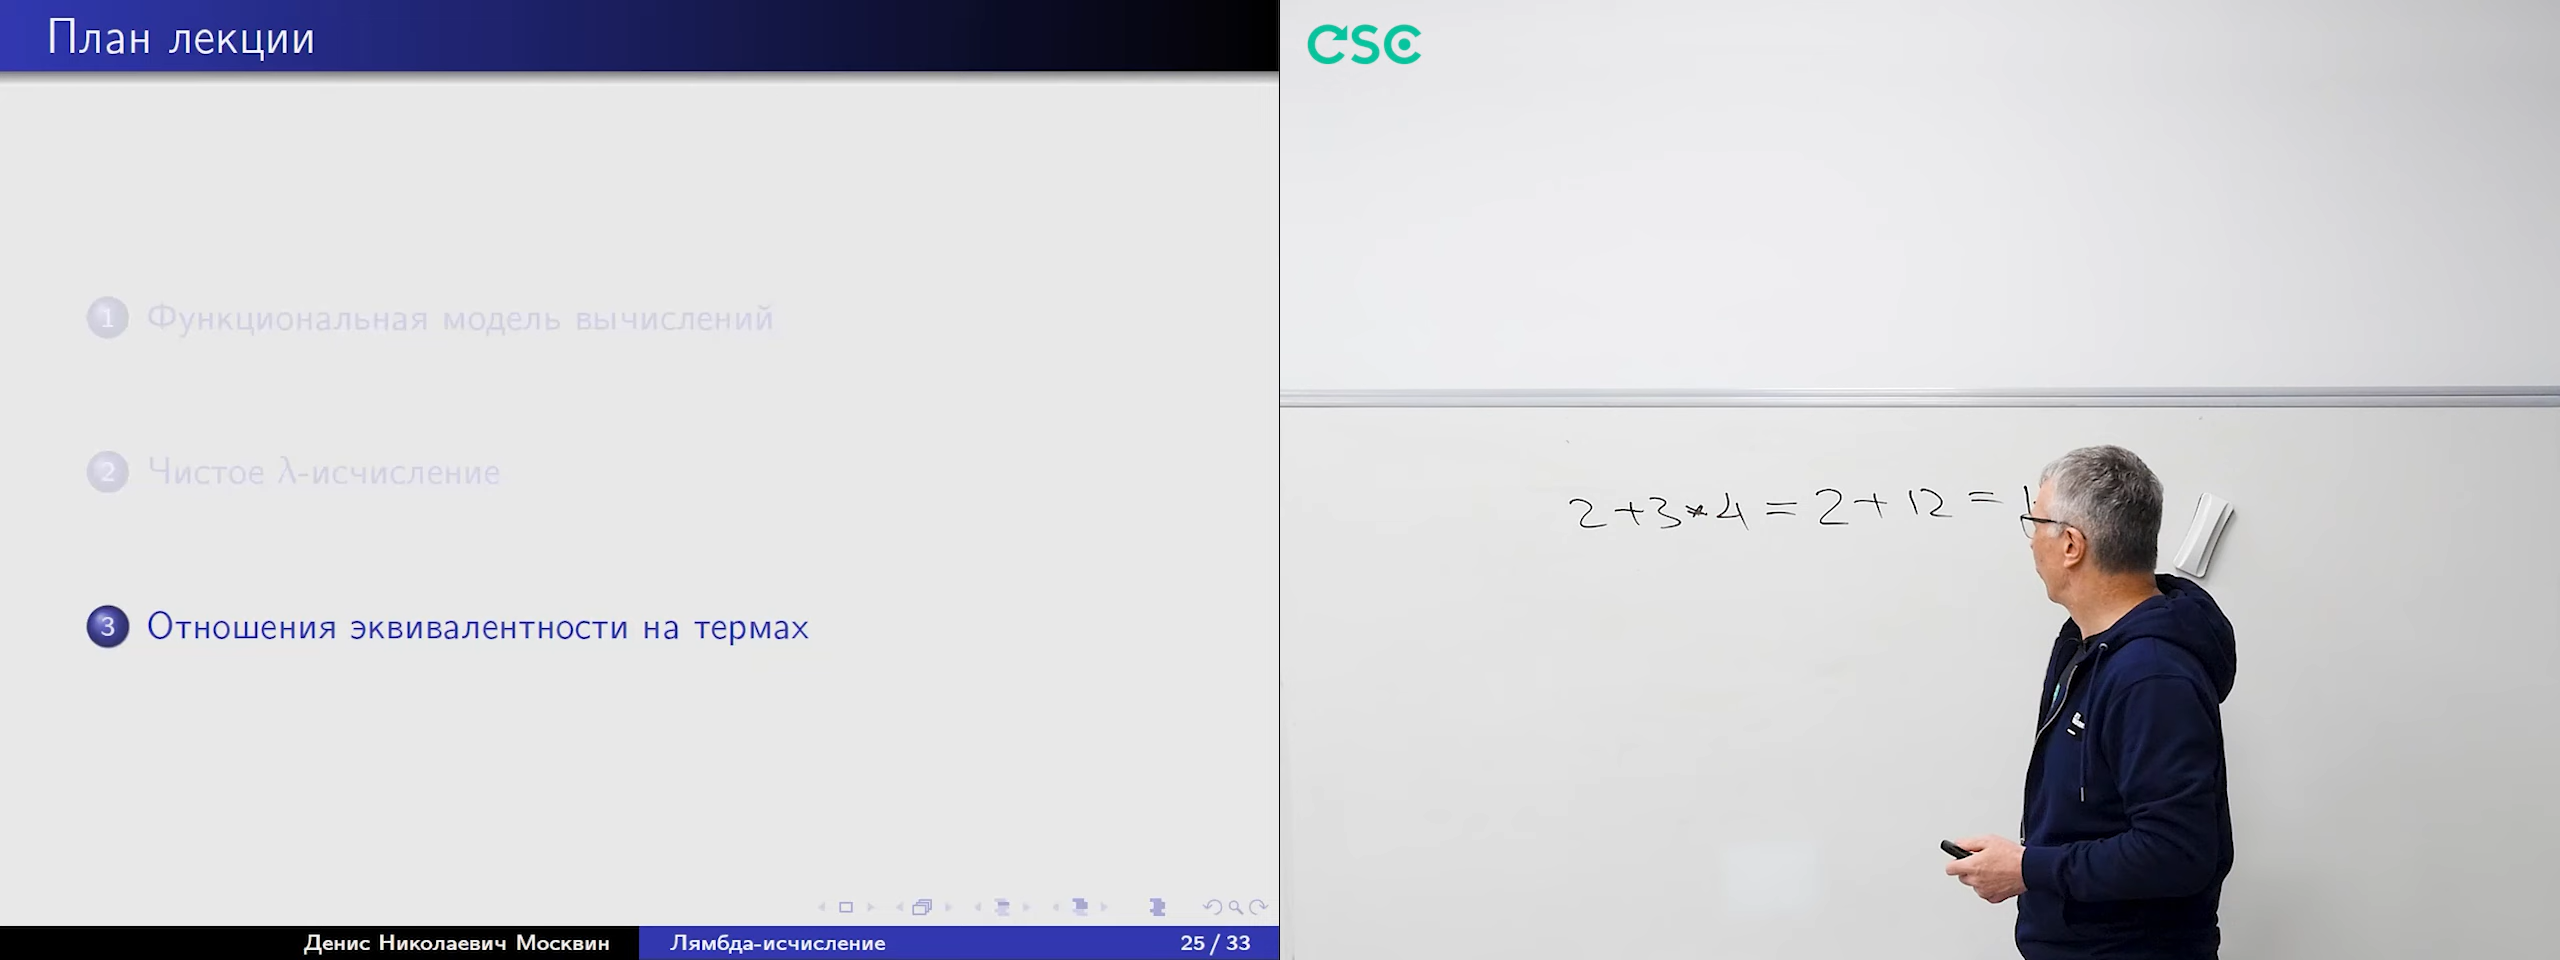 План лекции
1 Функциональная модель вычислений
2 Чистое λ-исчисление
3 Отношения эквивалентности на термах
Денис Николаевич Москвин
Лямбда-исчисление
25 / 33
CSC
2+3*4=2+12=1